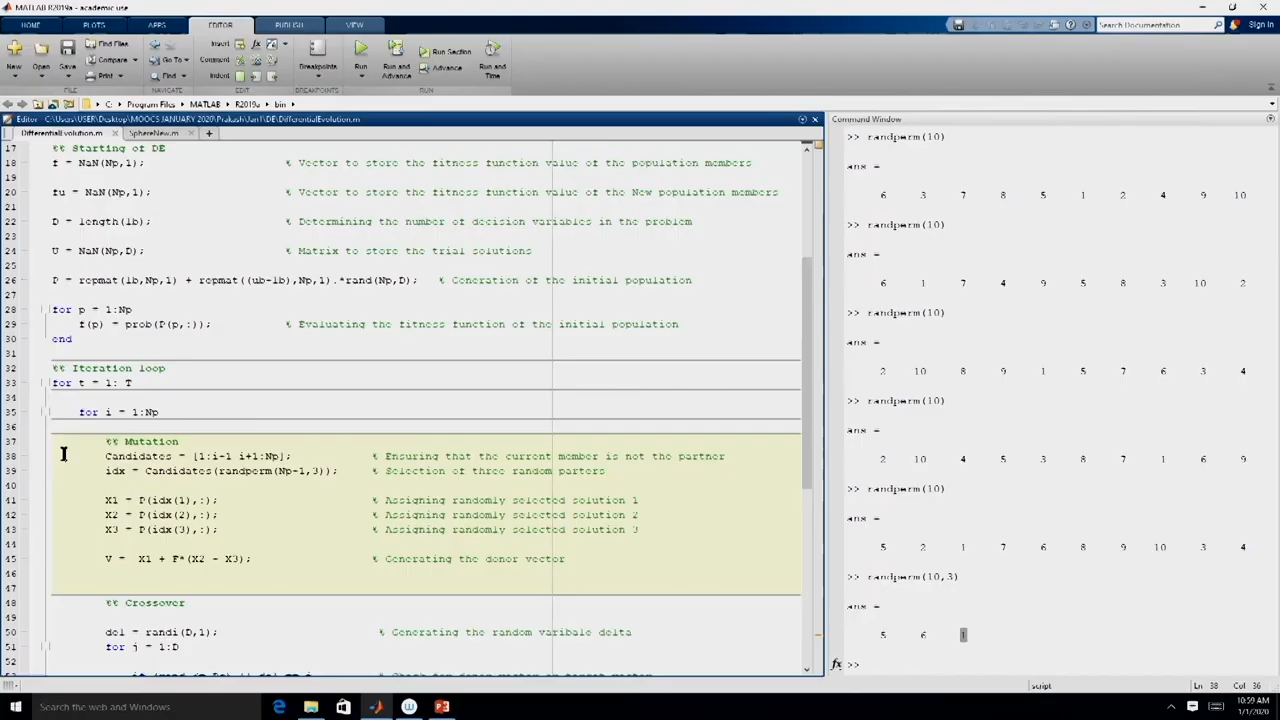 MATLAB R2019a - academic use
HOME PLOTS APPS EDITOR PUBLISH VIEW
Search Documentation
Sign In
New Open Save Find Files Compare Print
Go To Find
Insert Comment Indent
Breakpoints
Run Run and Advance Run Section Advance Run and Time
FILE NAVIGATE EDIT BREAKPOINTS RUN
C: Program Files MATLAB R2019a bin
Editor - C:\Users\USER\Desktop\MOOCS JANUARY 2020\Prakash\Jan1\DE\DifferentialEvolution.m
DifferentialEvolution.m SphereNew.m
17 %% Starting of DE
18 f = NaN(Np,1); % Vector to store the fitness function value of the population members
19
20 fu = NaN(Np,1); % Vector to store the fitness function value of the New population members
21
22 D = length(lb); % Determining the number of decision variables in the problem
23
24 U = NaN(Np,D); % Matrix to store the trial solutions
25
26 P = repmat(lb,Np,1) + repmat((ub-lb),Np,1).*rand(Np,D); % Generation of the initial population
27
28 for p = 1:Np
29 f(p) = prob(P(p,:)); % Evaluating the fitness function of the initial population
30 end
31
32 %% Iteration loop
33 for t = 1: T
34
35 for i = 1:Np
36
37 %% Mutation
38 Candidates = [1:i-1 i+1:Np]; % Ensuring that the current member is not the partner
39 idx = Candidates(randperm(Np-1,3)); % Selection of three random parters
40
41 X1 = P(idx(1),:); % Assigning randomly selected solution 1
42 X2 = P(idx(2),:); % Assigning randomly selected solution 2
43 X3 = P(idx(3),:); % Assigning randomly selected solution 3
44
45 V = X1 + F*(X2 - X3); % Generating the donor vector
46
47
48 %% Crossover
49
50 del = randi(D,1); % Generating the random varibale delta
51 for j = 1:D
52
Command Window
>> randperm(10)
ans =
6 3 7 8 5 1 2 4 9 10
>> randperm(10)
ans =
6 1 7 4 9 5 8 3 10 2
>> randperm(10)
ans =
2 10 8 9 1 5 7 6 3 4
>> randperm(10)
ans =
2 10 4 5 3 8 7 1 6 9
>> randperm(10)
ans =
5 2 1 7 6 8 9 10 3 4
>> randperm(10,3)
ans =
5 6 1
fx >>
script Ln 38 Col 36
Search the Web and Windows
10:59 AM
1/1/2020